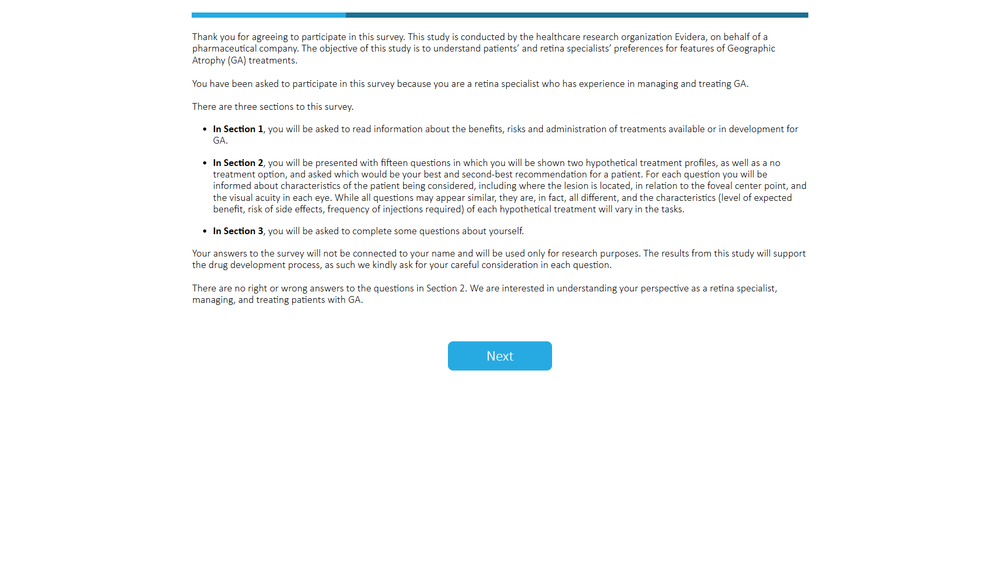 Thank you for agreeing to participate in this survey. This study is conducted by the healthcare research organization Evidera, on behalf of a
pharmaceutical company. The objective of this study is to understand patients’ and retina specialists’ preferences for features of Geographic
Atrophy (GA) treatments.
You have been asked to participate in this survey because you are a retina specialist who has experience in managing and treating GA.
There are three sections to this survey.
• In Section 1, you will be asked to read information about the benefits, risks and administration of treatments available or in development for
GA.
• In Section 2, you will be presented with fifteen questions in which you will be shown two hypothetical treatment profiles, as well as a no
treatment option, and asked which would be your best and second-best recommendation for a patient. For each question you will be
informed about characteristics of the patient being considered, including where the lesion is located, in relation to the foveal center point, and
the visual acuity in each eye. While all questions may appear similar, they are, in fact, all different, and the characteristics (level of expected
benefit, risk of side effects, frequency of injections required) of each hypothetical treatment will vary in the tasks.
• In Section 3, you will be asked to complete some questions about yourself.
Your answers to the survey will not be connected to your name and will be used only for research purposes. The results from this study will support
the drug development process, as such we kindly ask for your careful consideration in each question.
There are no right or wrong answers to the questions in Section 2. We are interested in understanding your perspective as a retina specialist,
managing, and treating patients with GA.
Next